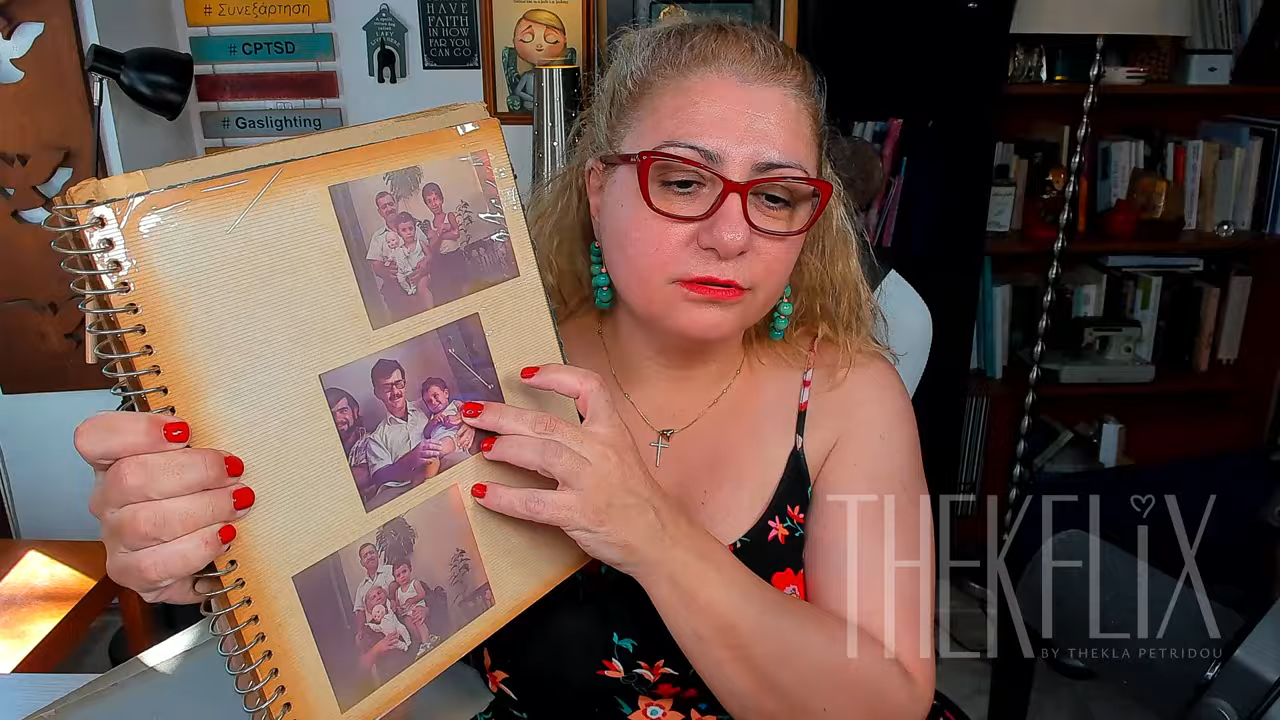 # Συνεξάρτηση
# CPTSD
# Gaslighting
HAVE
FAITH
IN HOW
FAR YOU
CAN GO
THEKFLiX
BY THEKLA PETRIDOU